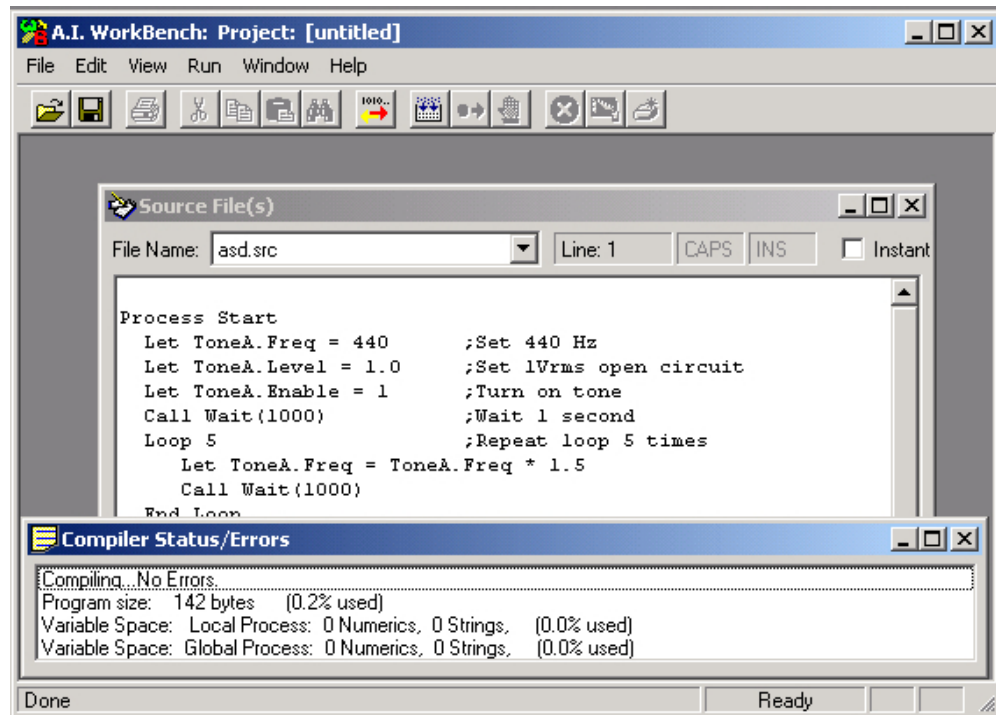 A.I. WorkBench: Project: [untitled]
File Edit View Run Window Help
1010..
Source File(s)
File Name: asd.src Line: 1 CAPS INS Instant
Process Start
Let ToneA.Freq = 440 ;Set 440 Hz
Let ToneA.Level = 1.0 ;Set 1Vrms open circuit
Let ToneA.Enable = 1 ;Turn on tone
Call Wait(1000) ;Wait 1 second
Loop 5 ;Repeat loop 5 times
Let ToneA.Freq = ToneA.Freq * 1.5
Call Wait(1000)
End Loop
Compiler Status/Errors
Compiling...No Errors.
Program size: 142 bytes (0.2% used)
Variable Space: Local Process: 0 Numerics, 0 Strings, (0.0% used)
Variable Space: Global Process: 0 Numerics, 0 Strings, (0.0% used)
Done Ready